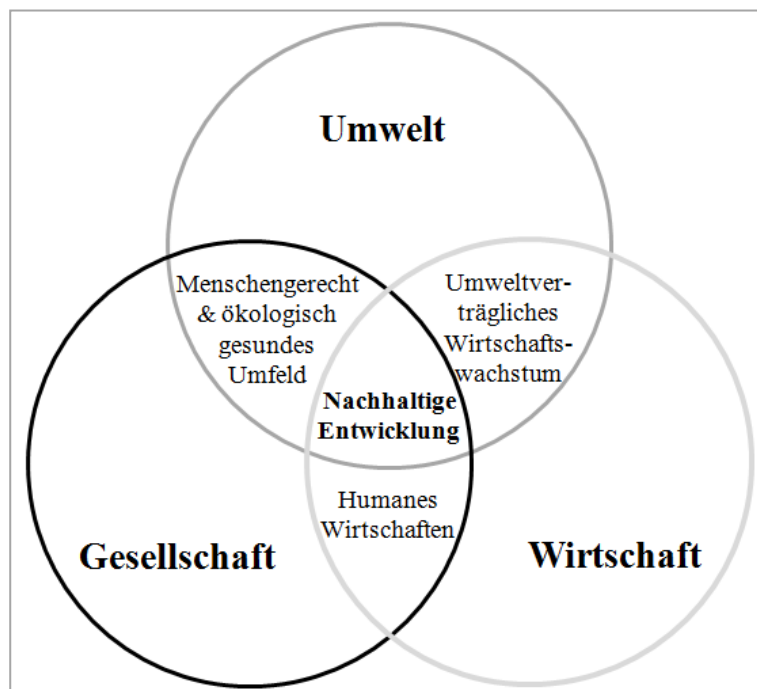 Umwelt
Menschengerecht
& ökologisch
gesundes
Umfeld
Umweltver-
trägliches
Wirtschafts-
wachstum
Nachhaltige
Entwicklung
Humanes
Wirtschaften
Gesellschaft
Wirtschaft